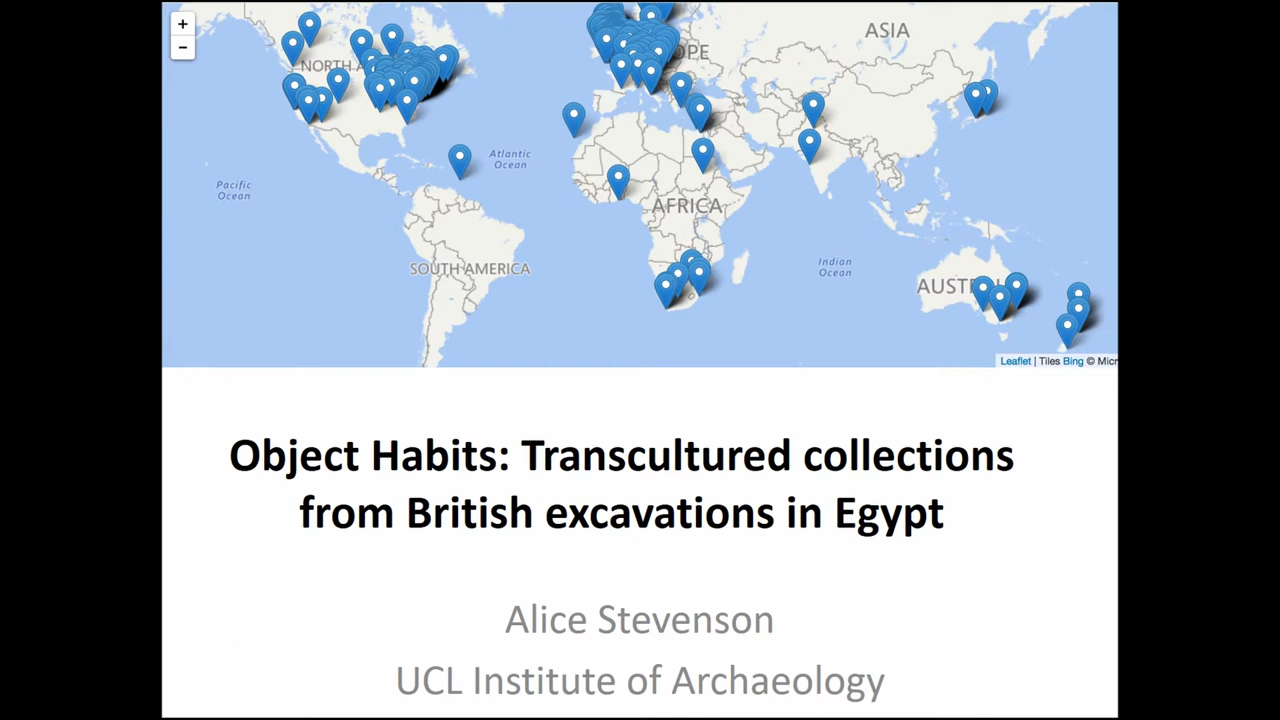 +
−
ASIA
NORTH A
OPE
Atlantic
Ocean
Pacific
Ocean
AFRICA
SOUTH AMERICA
Indian
Ocean
AUST
Leaflet | Tiles Bing © Micr
Object Habits: Transcultured collections
from British excavations in Egypt
Alice Stevenson
UCL Institute of Archaeology